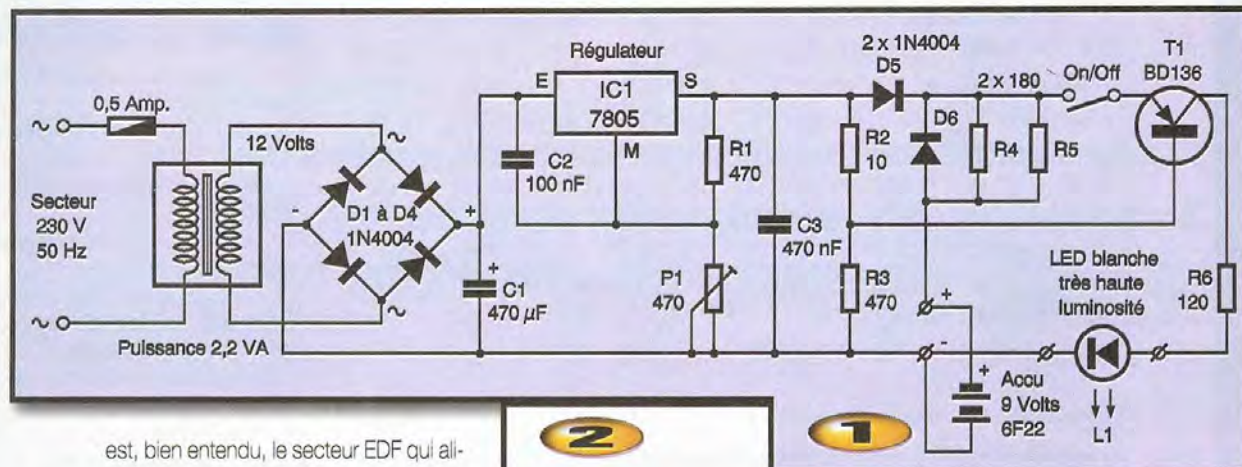 0,5 Amp.
Secteur
230 V
50 Hz
12 Volts
Puissance 2,2 VA
~
~
~
~
-
+
D1 à D4
1N4004
+
C1
470 µF
Régulateur
E
IC1
7805
S
M
C2
100 nF
R1
470
P1
470
C3
470 nF
2 x 1N4004
D5
R2
10
D6
R3
470
2 x 180
R4
R5
On/Off
T1
BD136
LED blanche
très haute
luminosité
R6
120
+
-
+
Accu
9 Volts
6F22
L1
est, bien entendu, le secteur EDF qui ali-
2
1